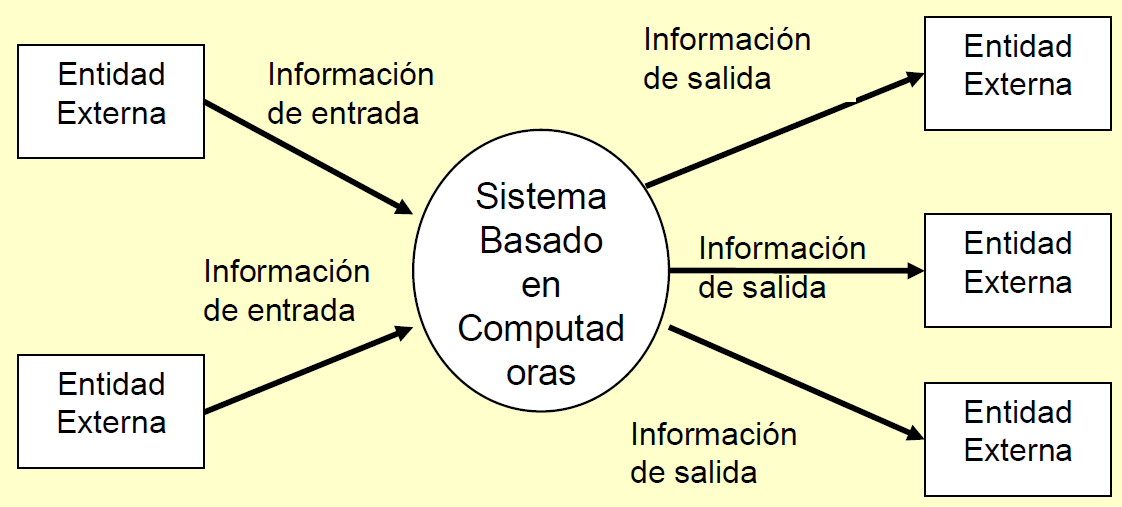 Entidad
Externa
Información
de entrada
Información
de entrada
Entidad
Externa
Sistema
Basado
en
Computad
oras
Información
de salida
Entidad
Externa
Información
de salida
Entidad
Externa
Información
de salida
Entidad
Externa